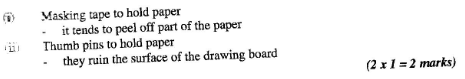 (i) Masking tape to hold paper
- it tends to peel off part of the paper
(ii) Thumb pins to hold paper
- they ruin the surface of the drawing board
(2 x 1 = 2 marks)